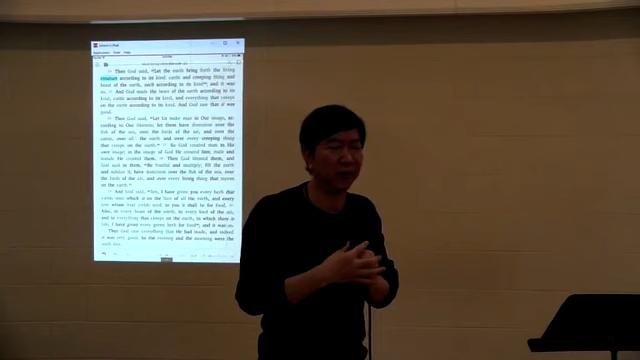 Then God said, "Let the earth bring forth the living
creature according to its kind: cattle and creeping thing and
beast of the earth, each according to its kind"; and it was
so. And God made the beast of the earth according to its
kind, cattle according to its kind, and everything that creeps
on the earth according to its kind. And God saw that it was
good.
Then God said, "Let Us make man in Our image, ac-
cording to Our likeness; let them have dominion over the
fish of the sea, over the birds of the air, and over the
cattle, over all the earth and over every creeping thing
that creeps on the earth." So God created man in His
own image; in the image of God He created him; male and
female He created them. Then God blessed them, and
God said to them, "Be fruitful and multiply; fill the earth
and subdue it; have dominion over the fish of the sea, over
the birds of the air, and over every living thing that moves
on the earth."
And God said, "See, I have given you every herb that
seed which is on the face of all the earth, and every
tree whose fruit yields seed; to you it shall be for food.
Also, to every beast of the earth, to every bird of the air,
and to everything that creeps on the earth, in which there is
life, I have given every green herb for food"; and it was so.
Then God saw everything that He had made, and indeed
it was very good. So the evening and the morning were the
sixth day.